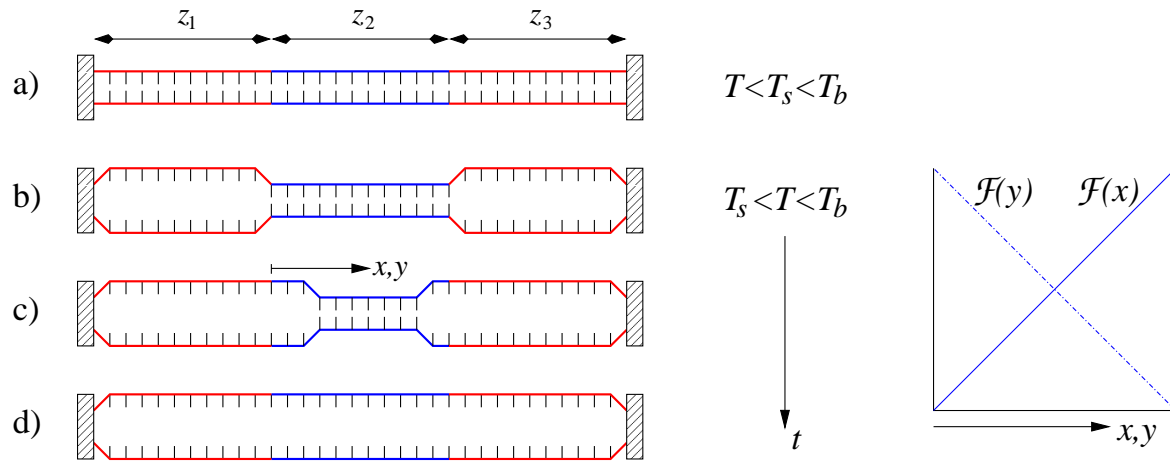 z1 z2 z3
a) T<Ts<Tb
b) Ts<T<Tb F(y) F(x)
x,y
c)
d) t x,y